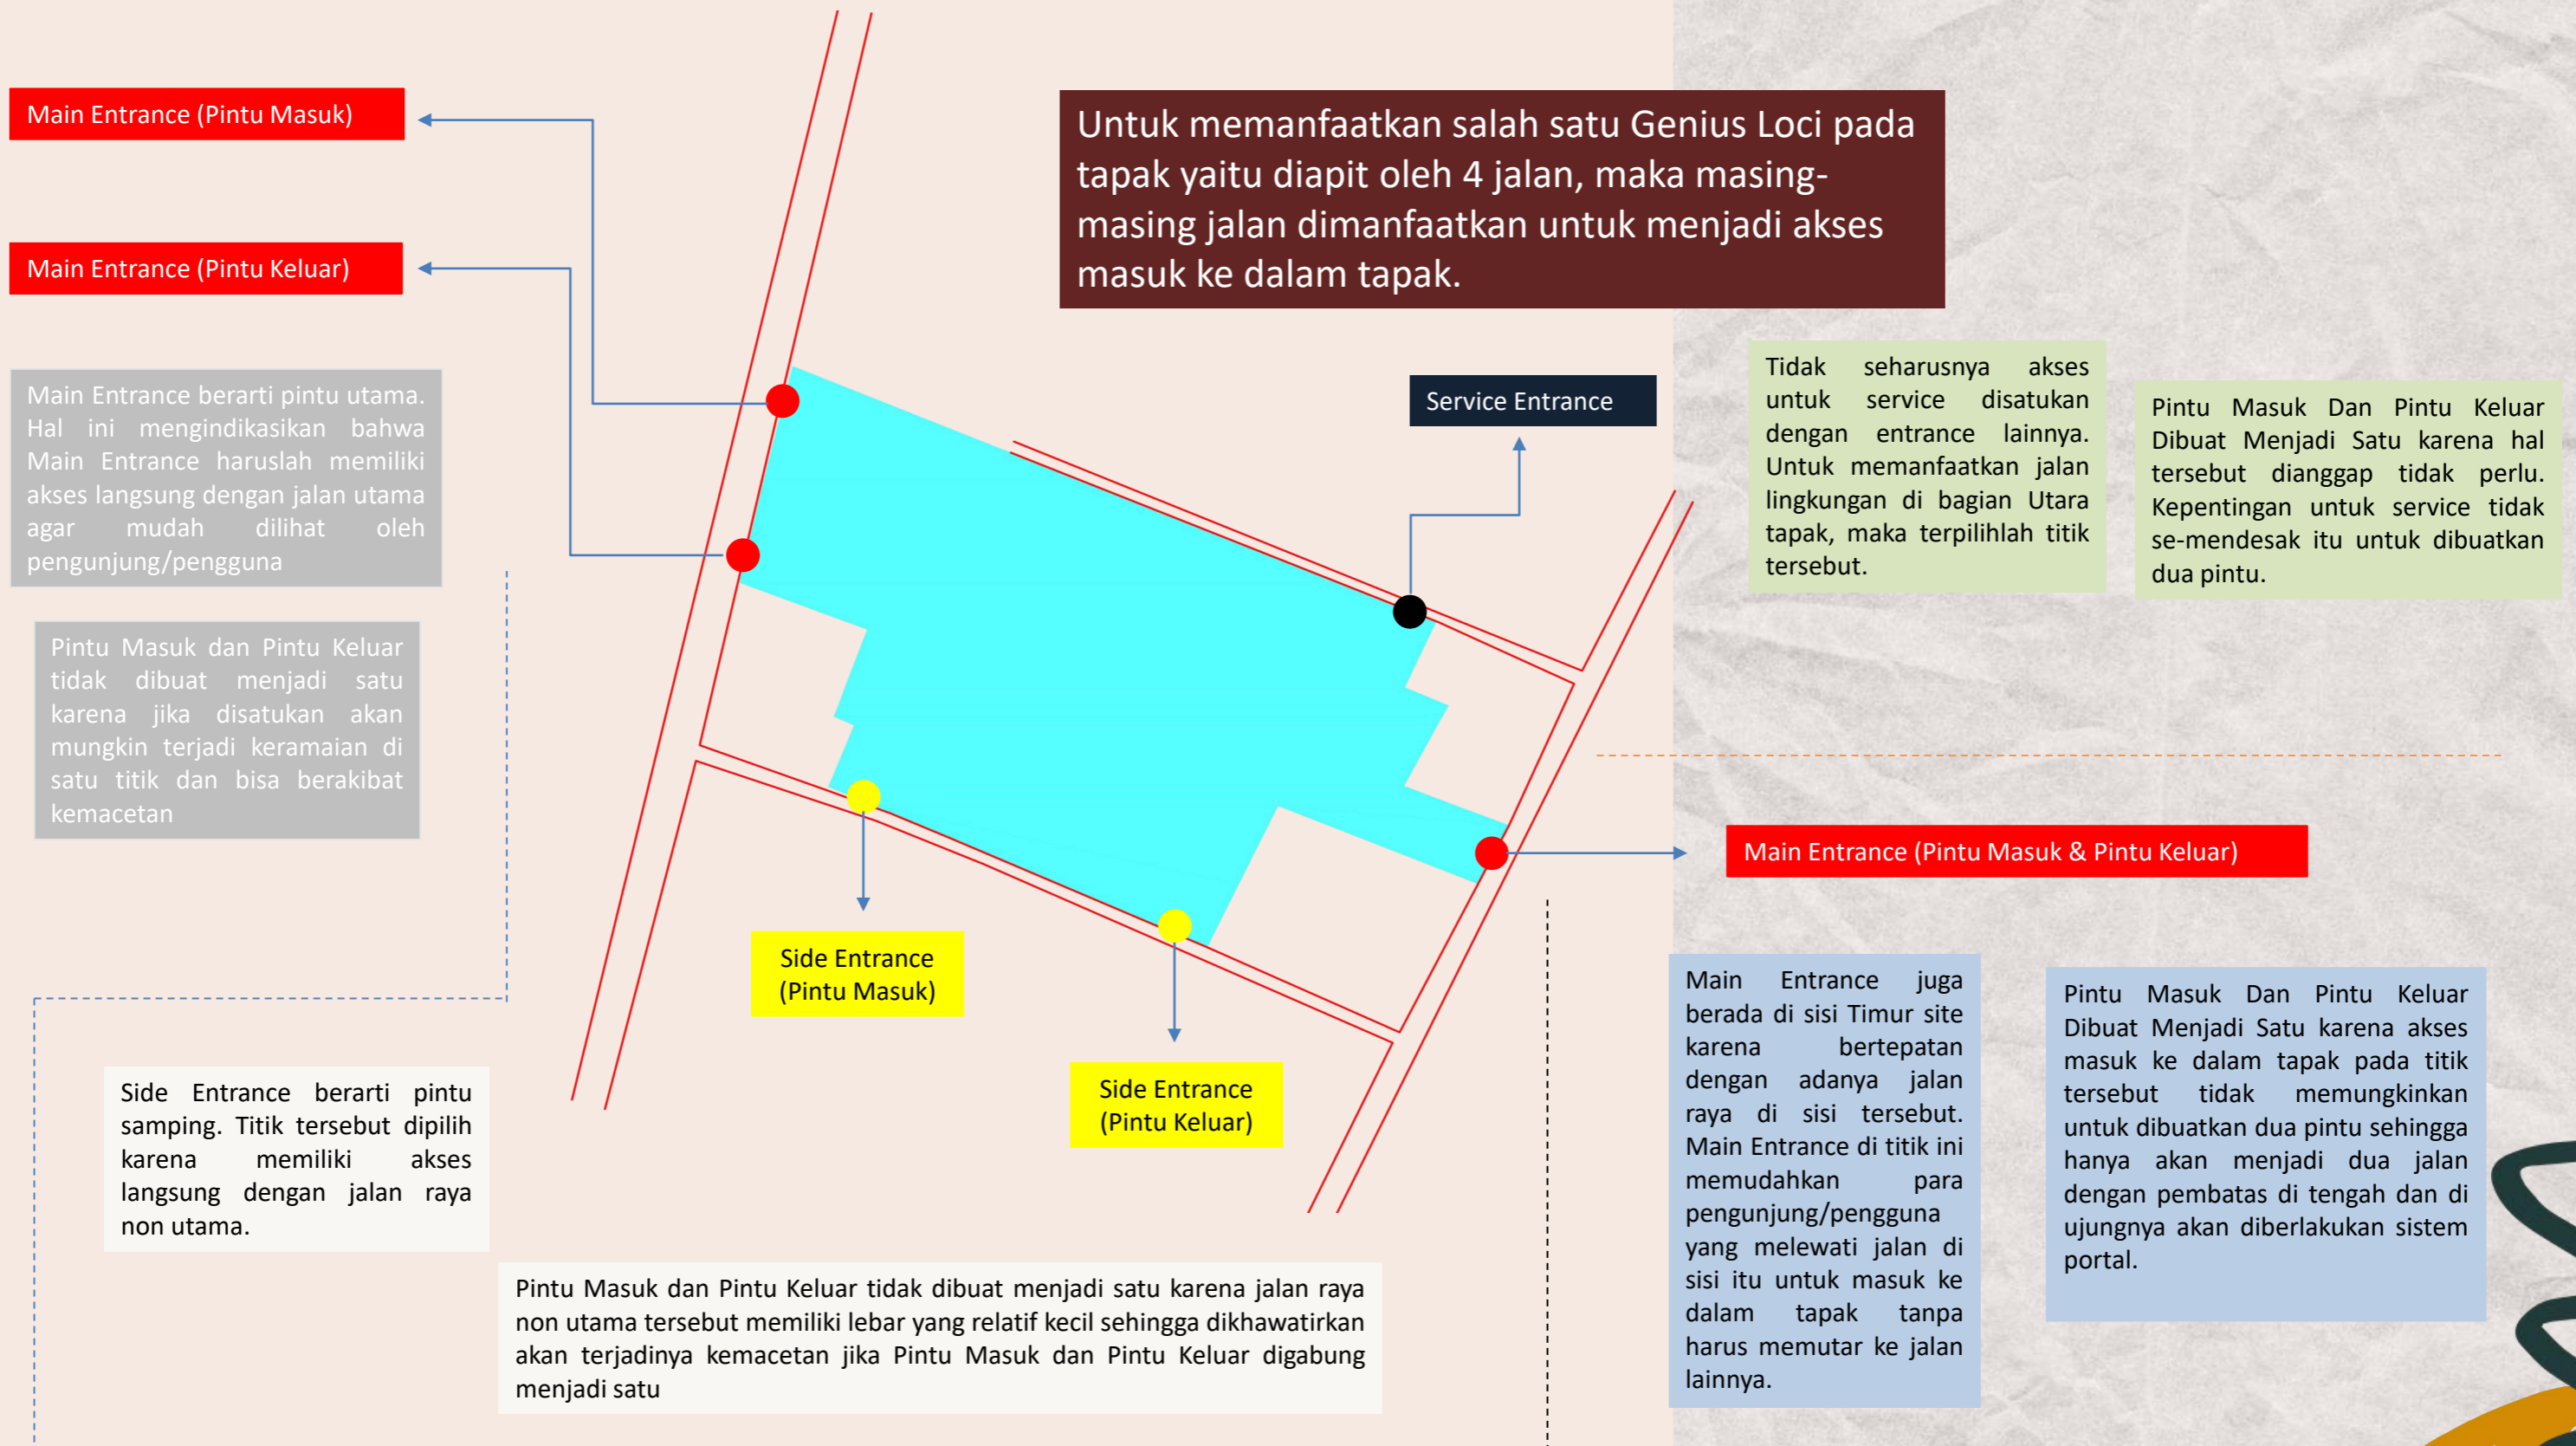 Main Entrance (Pintu Masuk)
Main Entrance (Pintu Keluar)
Untuk memanfaatkan salah satu Genius Loci pada
tapak yaitu diapit oleh 4 jalan, maka masing-
masing jalan dimanfaatkan untuk menjadi akses
masuk ke dalam tapak.
Main Entrance berarti pintu utama.
Hal ini mengindikasikan bahwa
Main Entrance haruslah memiliki
akses langsung dengan jalan utama
agar mudah dilihat oleh
pengunjung/pengguna
Pintu Masuk dan Pintu Keluar
tidak dibuat menjadi satu
karena jika disatukan akan
mungkin terjadi keramaian di
satu titik dan bisa berakibat
kemacetan
Service Entrance
Tidak seharusnya akses
untuk service disatukan
dengan entrance lainnya.
Untuk memanfaatkan jalan
lingkungan di bagian Utara
tapak, maka terpilihlah titik
tersebut.
Pintu Masuk Dan Pintu Keluar
Dibuat Menjadi Satu karena hal
tersebut dianggap tidak perlu.
Kepentingan untuk service tidak
se-mendesak itu untuk dibuatkan
dua pintu.
Main Entrance (Pintu Masuk & Pintu Keluar)
Side Entrance
(Pintu Masuk)
Side Entrance
(Pintu Keluar)
Side Entrance berarti pintu
samping. Titik tersebut dipilih
karena memiliki akses
langsung dengan jalan raya
non utama.
Pintu Masuk dan Pintu Keluar tidak dibuat menjadi satu karena jalan raya
non utama tersebut memiliki lebar yang relatif kecil sehingga dikhawatirkan
akan terjadinya kemacetan jika Pintu Masuk dan Pintu Keluar digabung
menjadi satu
Main Entrance juga
berada di sisi Timur site
karena bertepatan
dengan adanya jalan
raya di sisi tersebut.
Main Entrance di titik ini
memudahkan para
pengunjung/pengguna
yang melewati jalan di
sisi itu untuk masuk ke
dalam tapak tanpa
harus memutar ke jalan
lainnya.
Pintu Masuk Dan Pintu Keluar
Dibuat Menjadi Satu karena akses
masuk ke dalam tapak pada titik
tersebut tidak memungkinkan
untuk dibuatkan dua pintu sehingga
hanya akan menjadi dua jalan
dengan pembatas di tengah dan di
ujungnya akan diberlakukan sistem
portal.